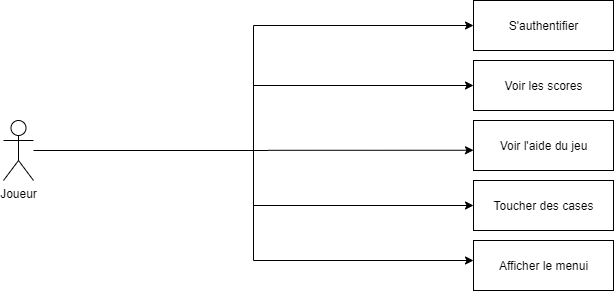 S'authentifier
Voir les scores
Voir l'aide du jeu
Joueur
Toucher des cases
Afficher le menui